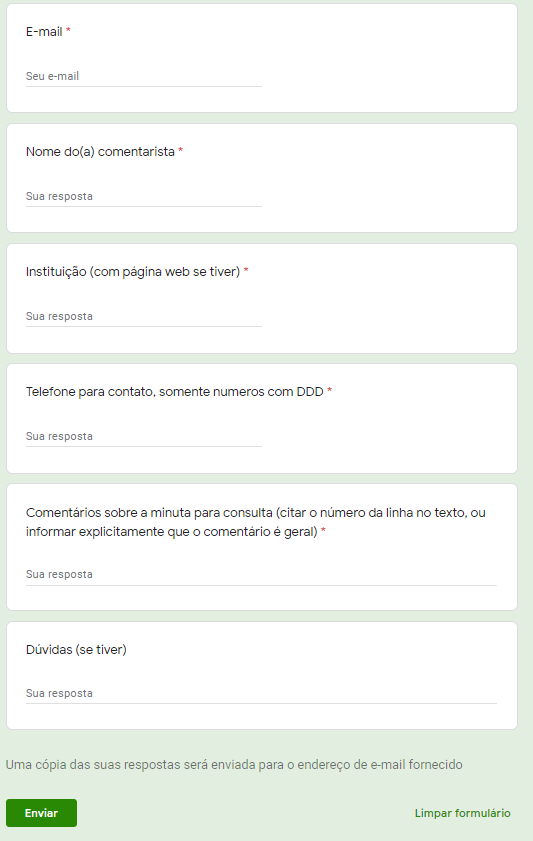 E-mail *
Seu e-mail
Nome do(a) comentarista *
Sua resposta
Instituição (com página web se tiver) *
Sua resposta
Telefone para contato, somente numeros com DDD *
Sua resposta
Comentários sobre a minuta para consulta (citar o número da linha no texto, ou
informar explicitamente que o comentário é geral) *
Sua resposta
Dúvidas (se tiver)
Sua resposta
Uma cópia das suas respostas será enviada para o endereço de e-mail fornecido
Enviar
Limpar formulário